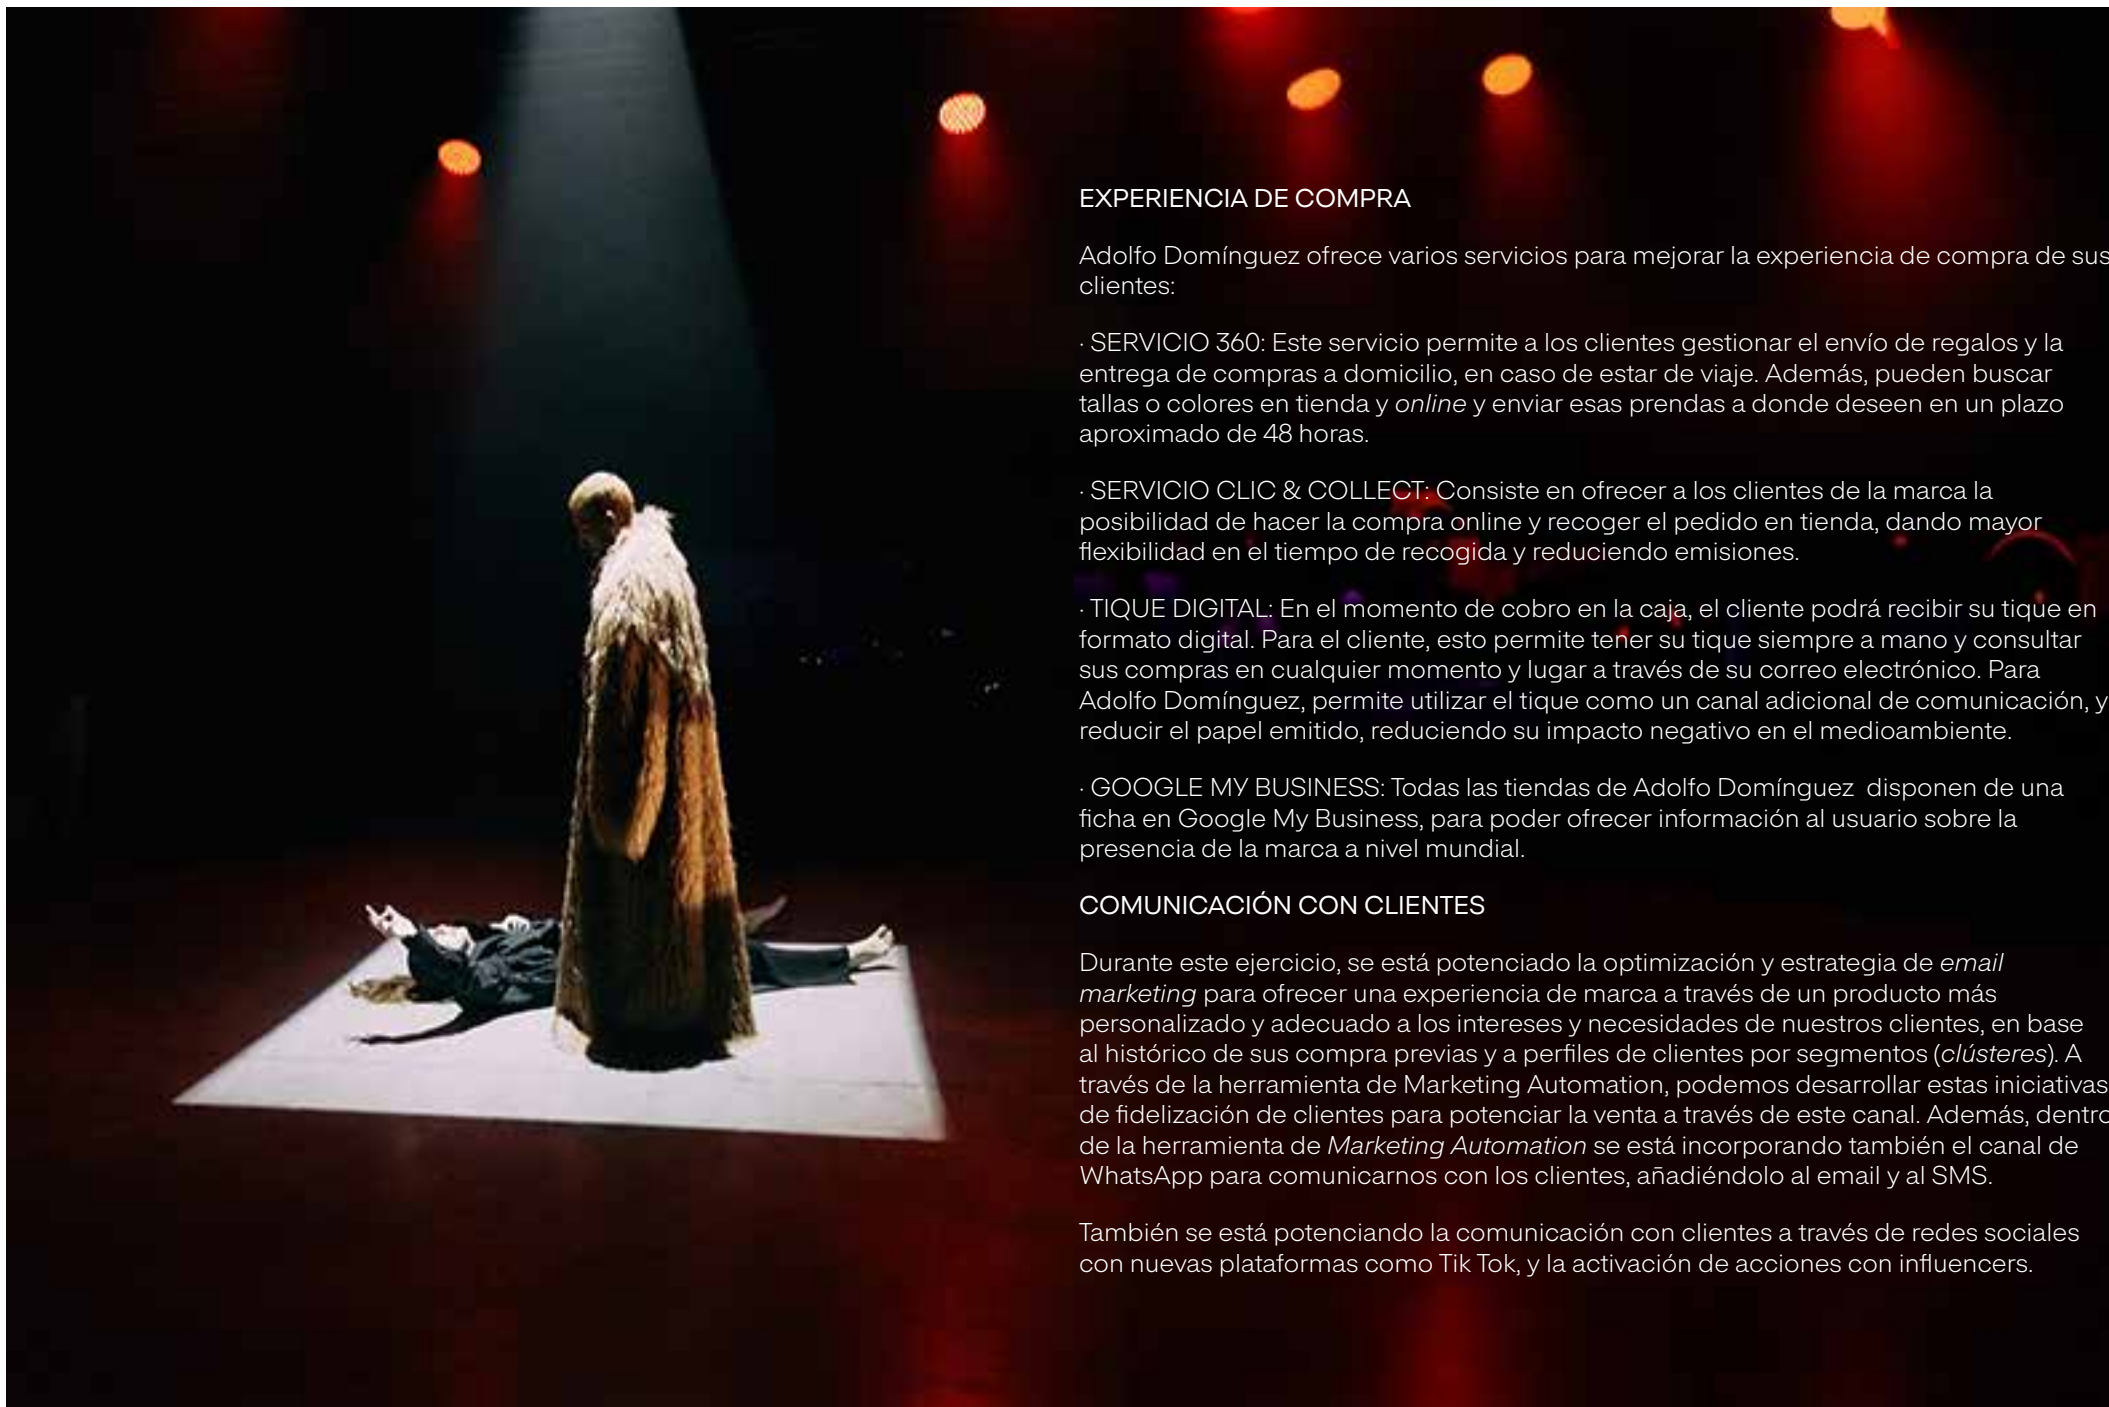 EXPERIENCIA DE COMPRA
Adolfo Domínguez ofrece varios servicios para mejorar la experiencia de compra de sus
clientes:
· SERVICIO 360: Este servicio permite a los clientes gestionar el envío de regalos y la
entrega de compras a domicilio, en caso de estar de viaje. Además, pueden buscar
tallas o colores en tienda y online y enviar esas prendas a donde deseen en un plazo
aproximado de 48 horas.
· SERVICIO CLIC & COLLECT: Consiste en ofrecer a los clientes de la marca la
posibilidad de hacer la compra online y recoger el pedido en tienda, dando mayor
flexibilidad en el tiempo de recogida y reduciendo emisiones.
· TIQUE DIGITAL: En el momento de cobro en la caja, el cliente podrá recibir su tique en
formato digital. Para el cliente, esto permite tener su tique siempre a mano y consultar
sus compras en cualquier momento y lugar a través de su correo electrónico. Para
Adolfo Domínguez, permite utilizar el tique como un canal adicional de comunicación, y
reducir el papel emitido, reduciendo su impacto negativo en el medioambiente.
· GOOGLE MY BUSINESS: Todas las tiendas de Adolfo Domínguez  disponen de una
ficha en Google My Business, para poder ofrecer información al usuario sobre la
presencia de la marca a nivel mundial.
COMUNICACIÓN CON CLIENTES
Durante este ejercicio, se está potenciado la optimización y estrategia de email
marketing para ofrecer una experiencia de marca a través de un producto más
personalizado y adecuado a los intereses y necesidades de nuestros clientes, en base
al histórico de sus compra previas y a perfiles de clientes por segmentos (clústeres). A
través de la herramienta de Marketing Automation, podemos desarrollar estas iniciativas
de fidelización de clientes para potenciar la venta a través de este canal. Además, dentro
de la herramienta de Marketing Automation se está incorporando también el canal de
WhatsApp para comunicarnos con los clientes, añadiéndolo al email y al SMS.
También se está potenciando la comunicación con clientes a través de redes sociales
con nuevas plataformas como Tik Tok, y la activación de acciones con influencers.